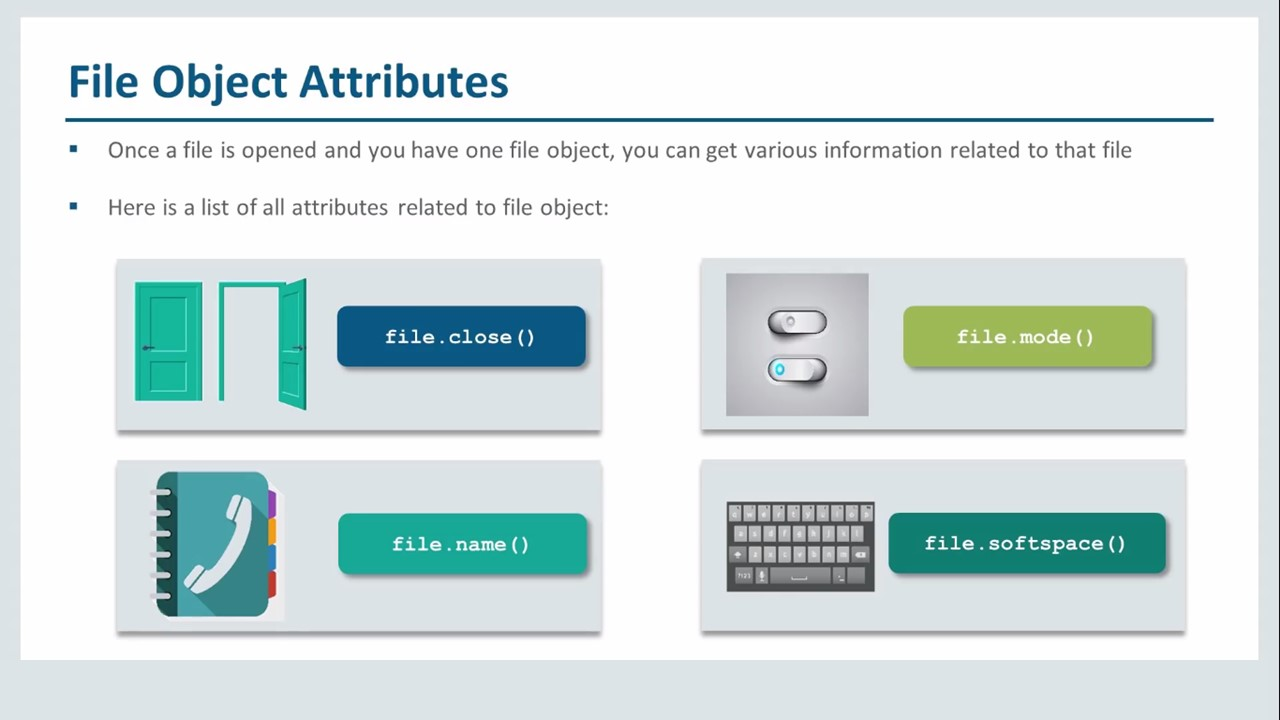 File Object Attributes
Once a file is opened and you have one file object, you can get various information related to that file
Here is a list of all attributes related to file object:
file.close()
file.mode()
file.name()
file.softspace()